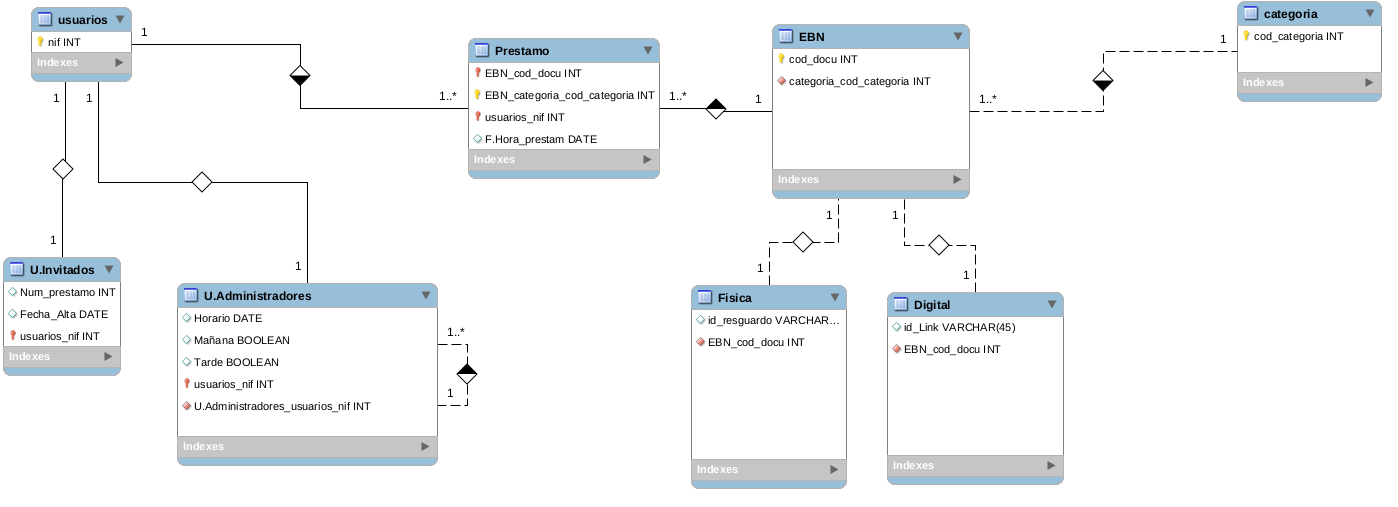 usuarios
nif INT
Indexes
1
1
1
1
1
1..*
U.Invitados
Num_prestamo INT
Fecha_Alta DATE
usuarios_nif INT
Indexes
U.Administradores
Horario DATE
Mañana BOOLEAN
Tarde BOOLEAN
usuarios_nif INT
U.Administradores_usuarios_nif INT
Indexes
1..*
1
Prestamo
EBN_cod_docu INT
EBN_categoria_cod_categoria INT
usuarios_nif INT
F.Hora_prestam DATE
Indexes
1..*
1
EBN
cod_docu INT
categoria_cod_categoria INT
Indexes
1..*
1
categoria
cod_categoria INT
Indexes
1
1
1
1
Fisica
id_resguardo VARCHAR...
EBN_cod_docu INT
Indexes
Digital
id_Link VARCHAR(45)
EBN_cod_docu INT
Indexes